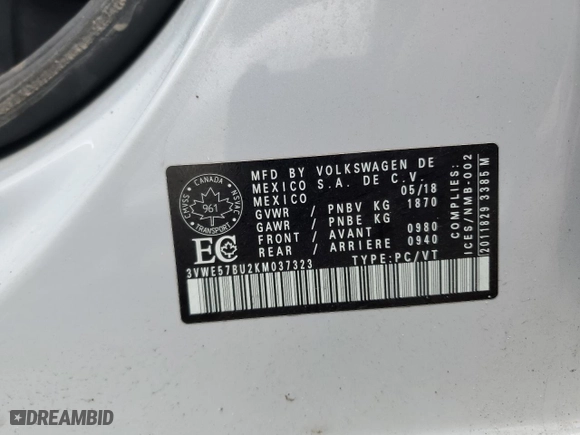 MFD BY VOLKSWAGEN DE
MEXICO S.A. DE C.V.
MEXICO 05/18
GVWR / PNBV KG 1870
GAWR / PNBE KG
FRONT / AVANT 0980
REAR / ARRIERE 0940
TYPE:PC/VT
3VWE57BU2KM037323
COMPLIES:
ICES/NMB-002
2011829 3385 M
CANADA
CMVSS
961
NSVAC
TRANSPORT
EC
DREAMBID